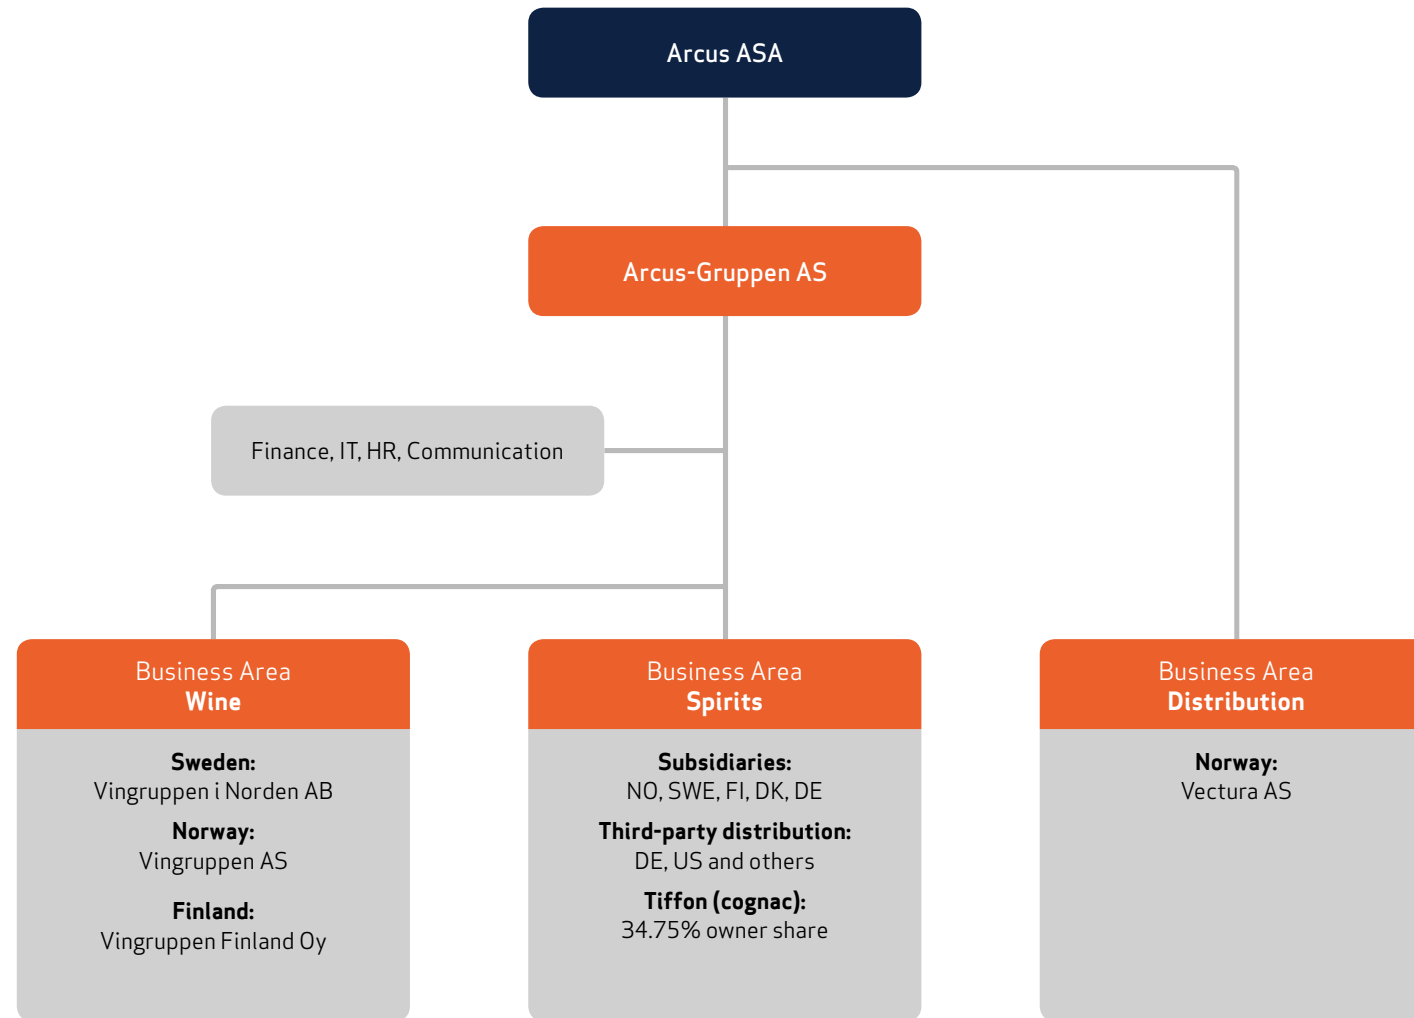 Arcus ASA
Arcus-Gruppen AS
Finance, IT, HR, Communication
Business Area
Wine
Sweden:
Vingruppen i Norden AB
Norway:
Vingruppen AS
Finland:
Vingruppen Finland Oy
Business Area
Spirits
Subsidiaries:
NO, SWE, FI, DK, DE
Third-party distribution:
DE, US and others
Tiffon (cognac):
34.75% owner share
Business Area
Distribution
Norway:
Vectura AS